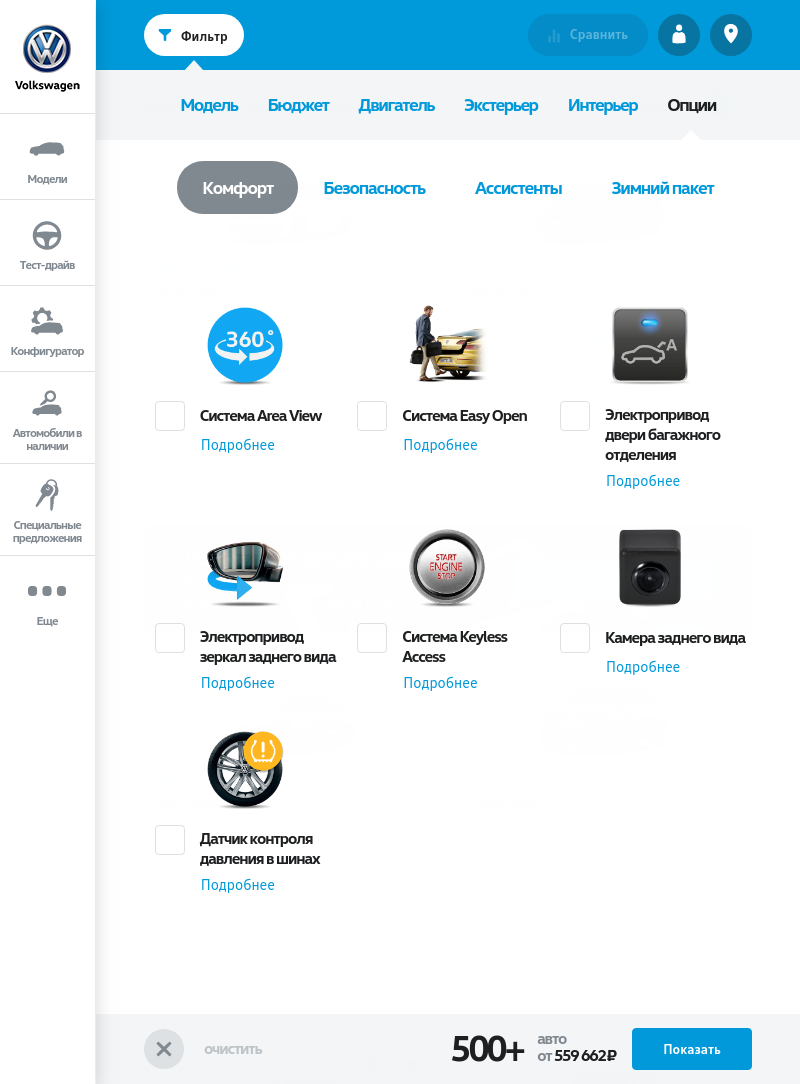 Фильтр
Сравнить
Volkswagen
Модель Бюджет Двигатель Экстерьер Интерьер Опции
Модели
Тест-драйв
Конфигуратор
Автомобили в
наличии
Специальные
предложения
Еще
Комфорт Безопасность Ассистенты Зимний пакет
360°
Система Area View
Подробнее
Система Easy Open
Подробнее
A
Электропривод
двери багажного
отделения
Подробнее
Электропривод
зеркал заднего вида
Подробнее
START
ENGINE
STOP
Система Keyless
Access
Подробнее
Камера заднего вида
Подробнее
Датчик контроля
давления в шинах
Подробнее
очистить
500+
авто
от 559 662₽
Показать